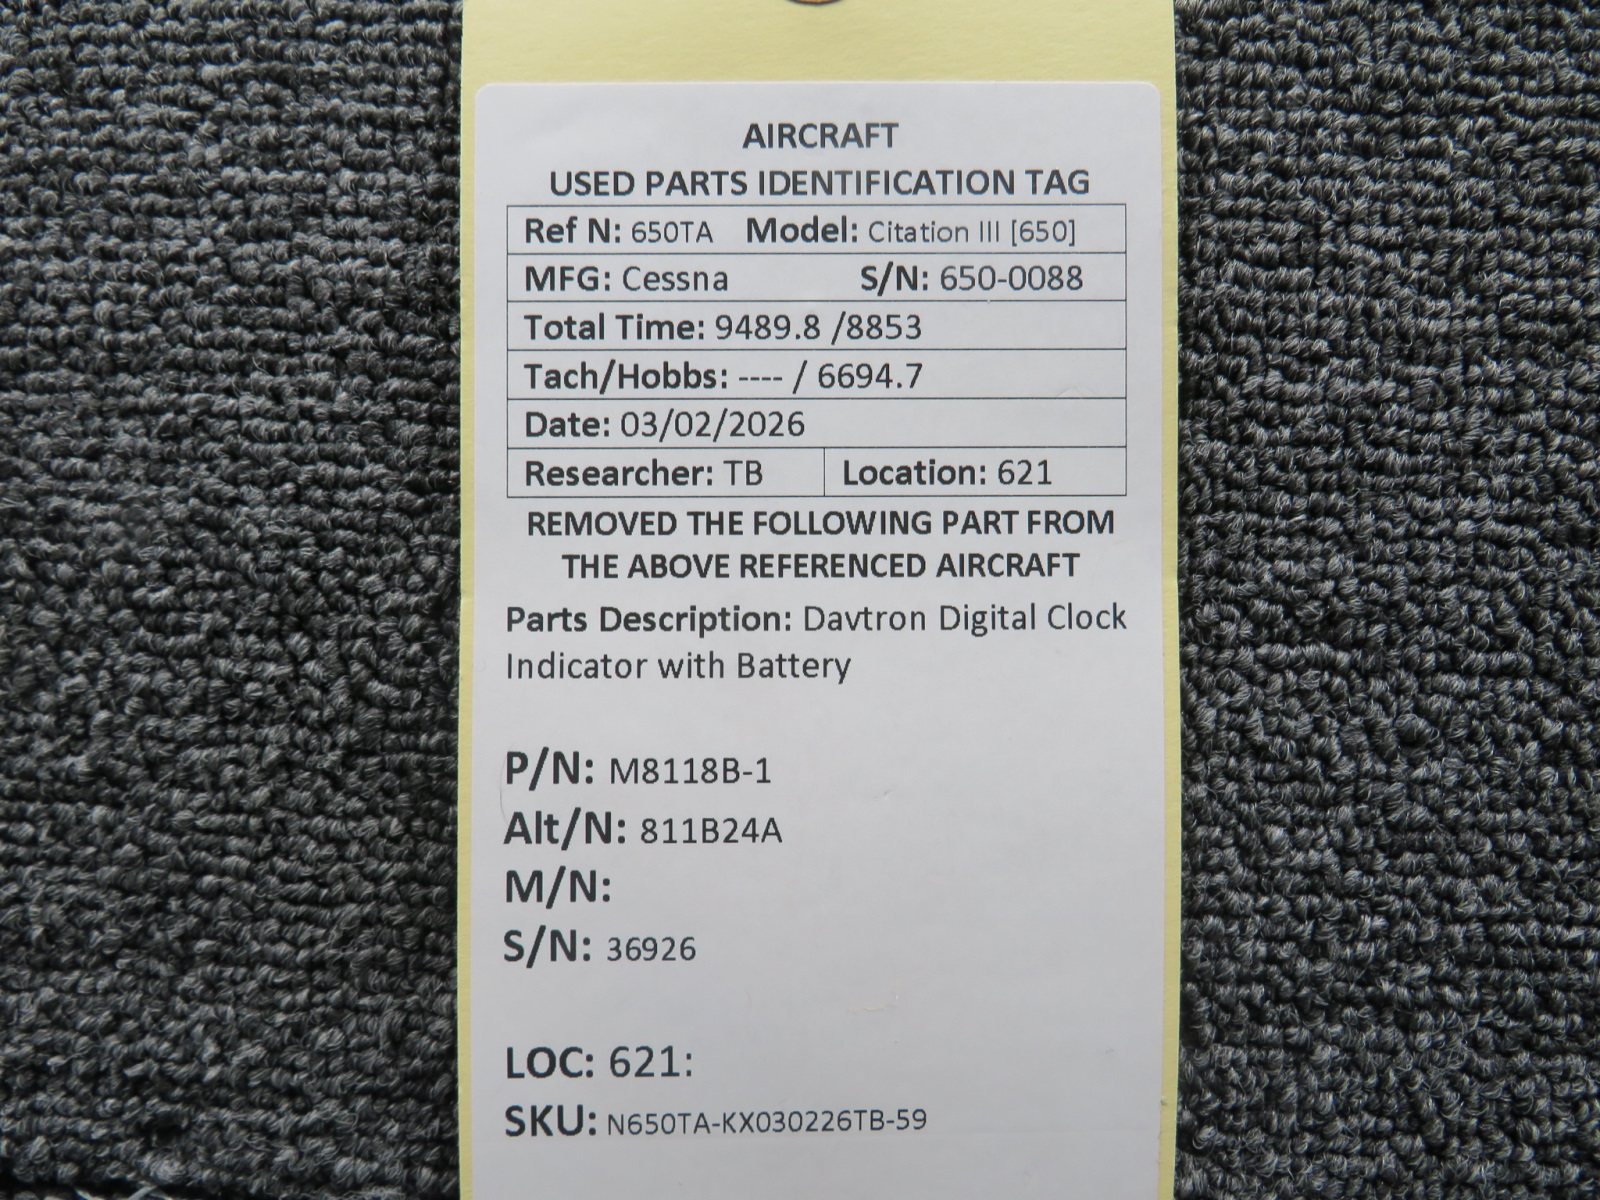 AIRCRAFT
USED PARTS IDENTIFICATION TAG
Ref N: 650TA Model: Citation III [650]
MFG: Cessna S/N: 650-0088
Total Time: 9489.8 /8853
Tach/Hobbs: ---- / 6694.7
Date: 03/02/2026
Researcher: TB Location: 621
REMOVED THE FOLLOWING PART FROM
THE ABOVE REFERENCED AIRCRAFT
Parts Description: Davtron Digital Clock
Indicator with Battery
P/N: M8118B-1
Alt/N: 811B24A
M/N:
S/N: 36926
LOC: 621:
SKU: N650TA-KX030226TB-59